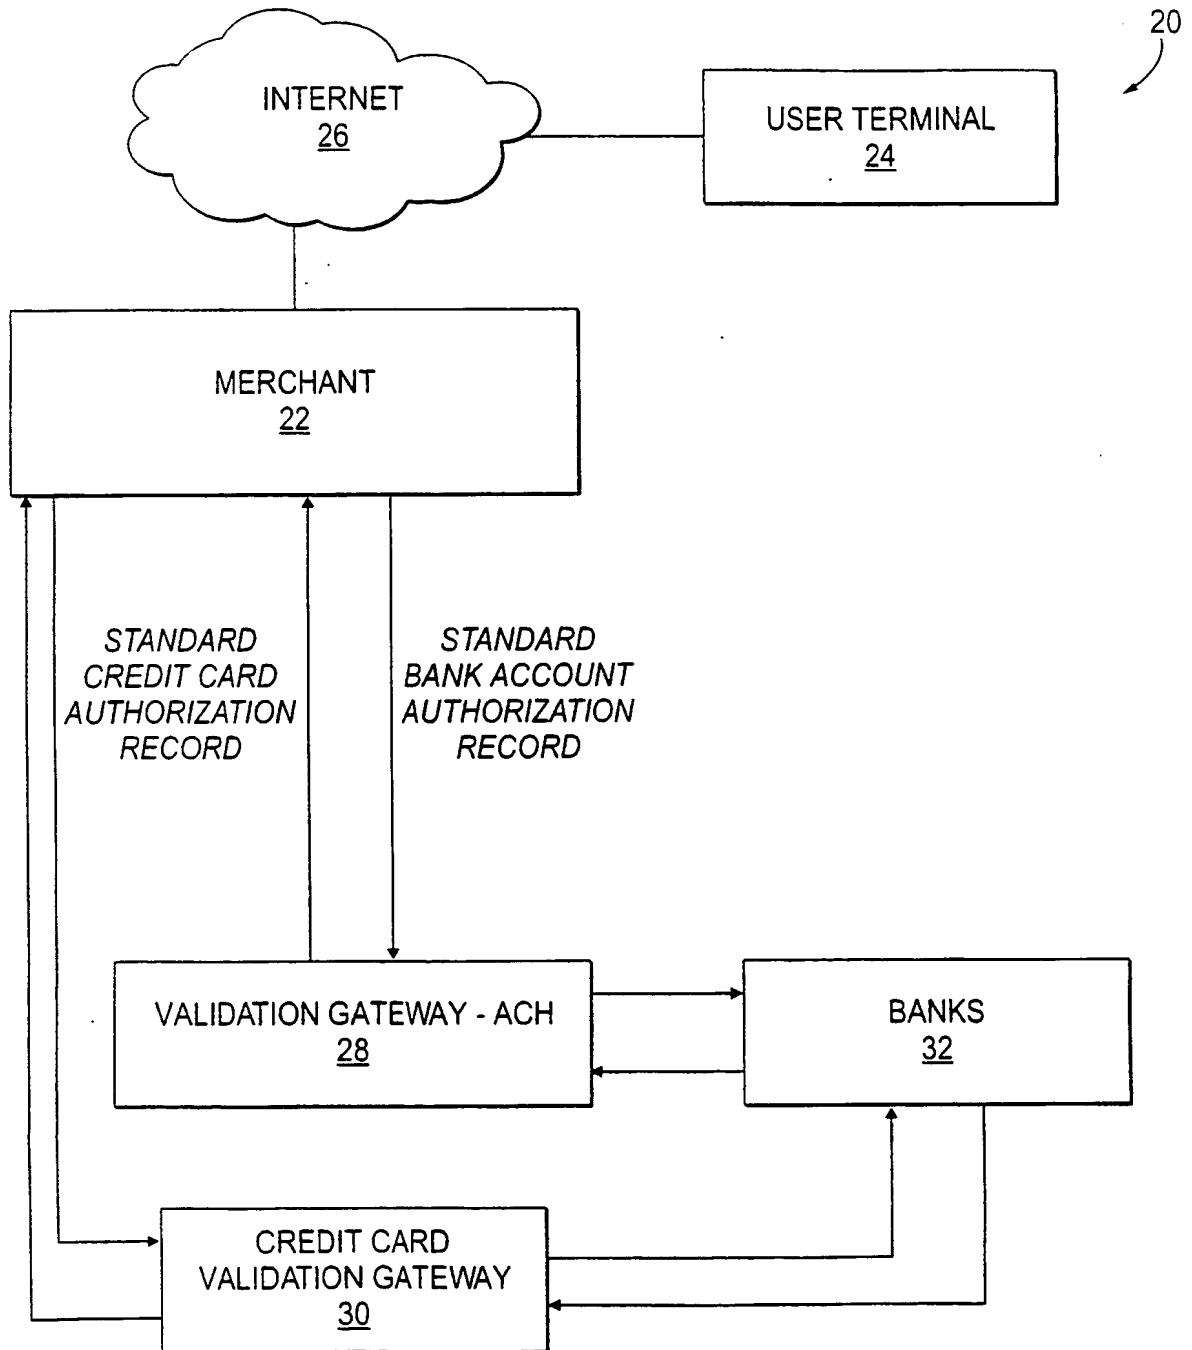 20
INTERNET
26
USER TERMINAL
24
MERCHANT
22
STANDARD
CREDIT CARD
AUTHORIZATION
RECORD
STANDARD
BANK ACCOUNT
AUTHORIZATION
RECORD
VALIDATION GATEWAY - ACH
28
BANKS
32
CREDIT CARD
VALIDATION GATEWAY
30